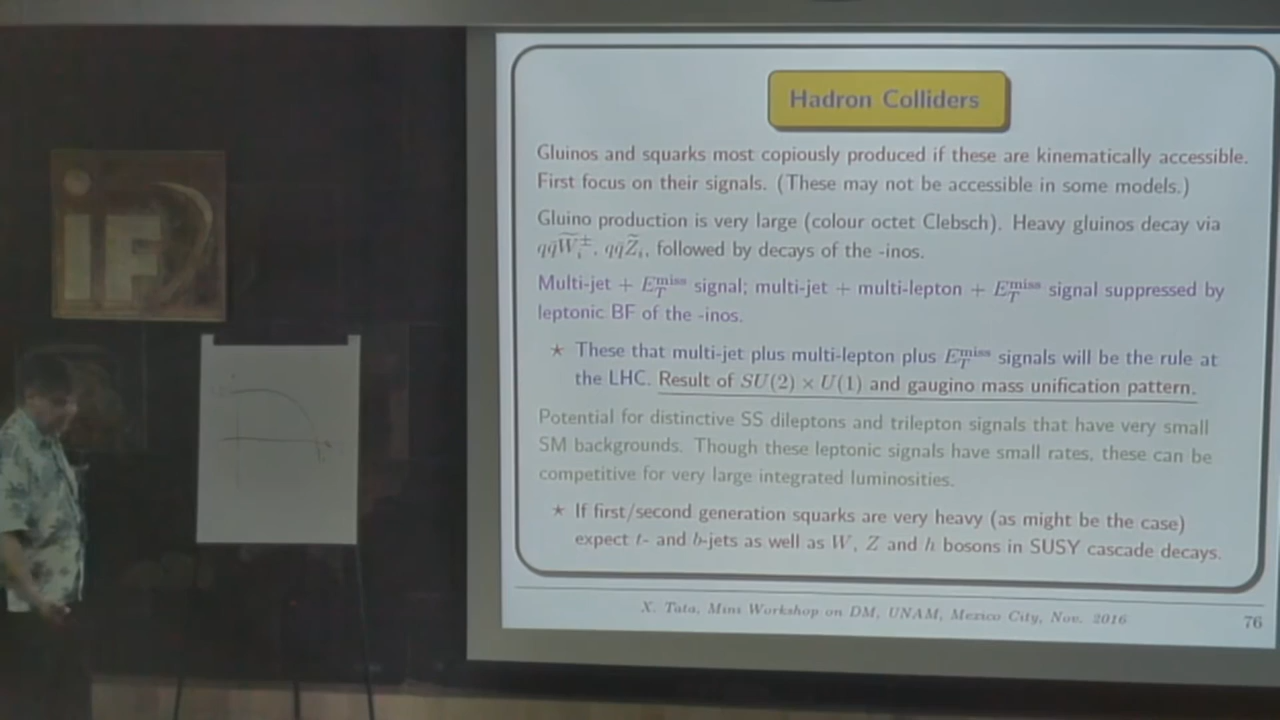 Hadron Colliders
Gluinos and squarks most copiously produced if these are kinematically accessible.
First focus on their signals. (These may not be accessible in some models.)
Gluino production is very large (colour octet Clebsch). Heavy gluinos decay via
qq̄W̃ᵢ±, qq̄Z̃ᵢ, followed by decays of the -inos.
Multi-jet + E_T^miss signal; multi-jet + multi-lepton + E_T^miss signal suppressed by
leptonic BF of the -inos.
★ These that multi-jet plus multi-lepton plus E_T^miss signals will be the rule at
the LHC. Result of SU(2) × U(1) and gaugino mass unification pattern.
Potential for distinctive SS dileptons and trilepton signals that have very small
SM backgrounds. Though these leptonic signals have small rates, these can be
competitive for very large integrated luminosities.
★ If first/second generation squarks are very heavy (as might be the case)
expect t- and b-jets as well as W, Z and h bosons in SUSY cascade decays.
X. Tata, Mini Workshop on DM, UNAM, Mexico City, Nov. 2016
76
iF